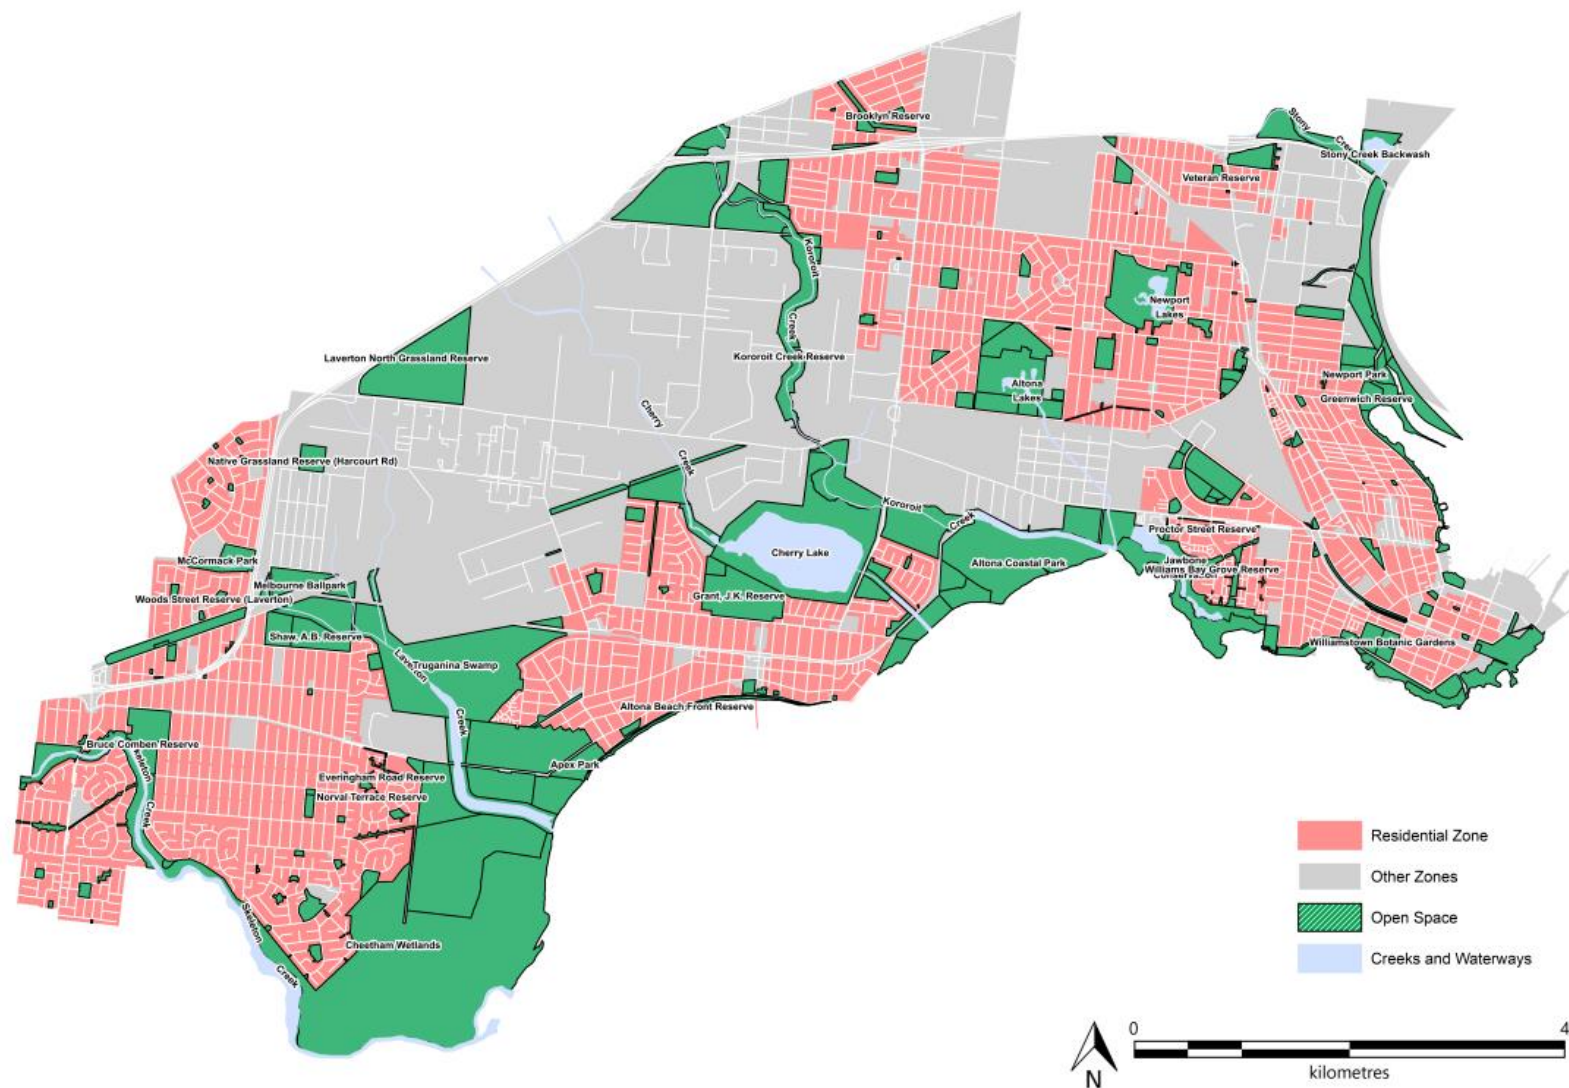 Brooklyn Reserve
Stony
Creek
Stony Creek Backwash
Veteran Reserve
Kororoit
Creek
Newport
Lakes
Laverton North Grassland Reserve
Kororoit Creek Reserve
Altona
Lakes
Newport Park
Greenwich Reserve
Cherry
Creek
Native Grassland Reserve (Harcourt Rd)
Kororoit
Creek
Proctor Street Reserve
Cherry Lake
McCormack Park
Altona Coastal Park
Jawbone
Williams Bay Grove Reserve
Melbourne Ballpark
Woods Street Reserve (Laverton)
Grant, J.K. Reserve
Shaw, A.B. Reserve
Williamstown Botanic Gardens
Laverton
Truganina Swamp
Creek
Altona Beach Front Reserve
Bruce Comben Reserve
Skeleton
Creek
Apex Park
Everingham Road Reserve
Norval Terrace Reserve
Skeleton
Creek
Cheetham Wetlands
Residential Zone
Other Zones
Open Space
Creeks and Waterways
0
4
kilometres
N